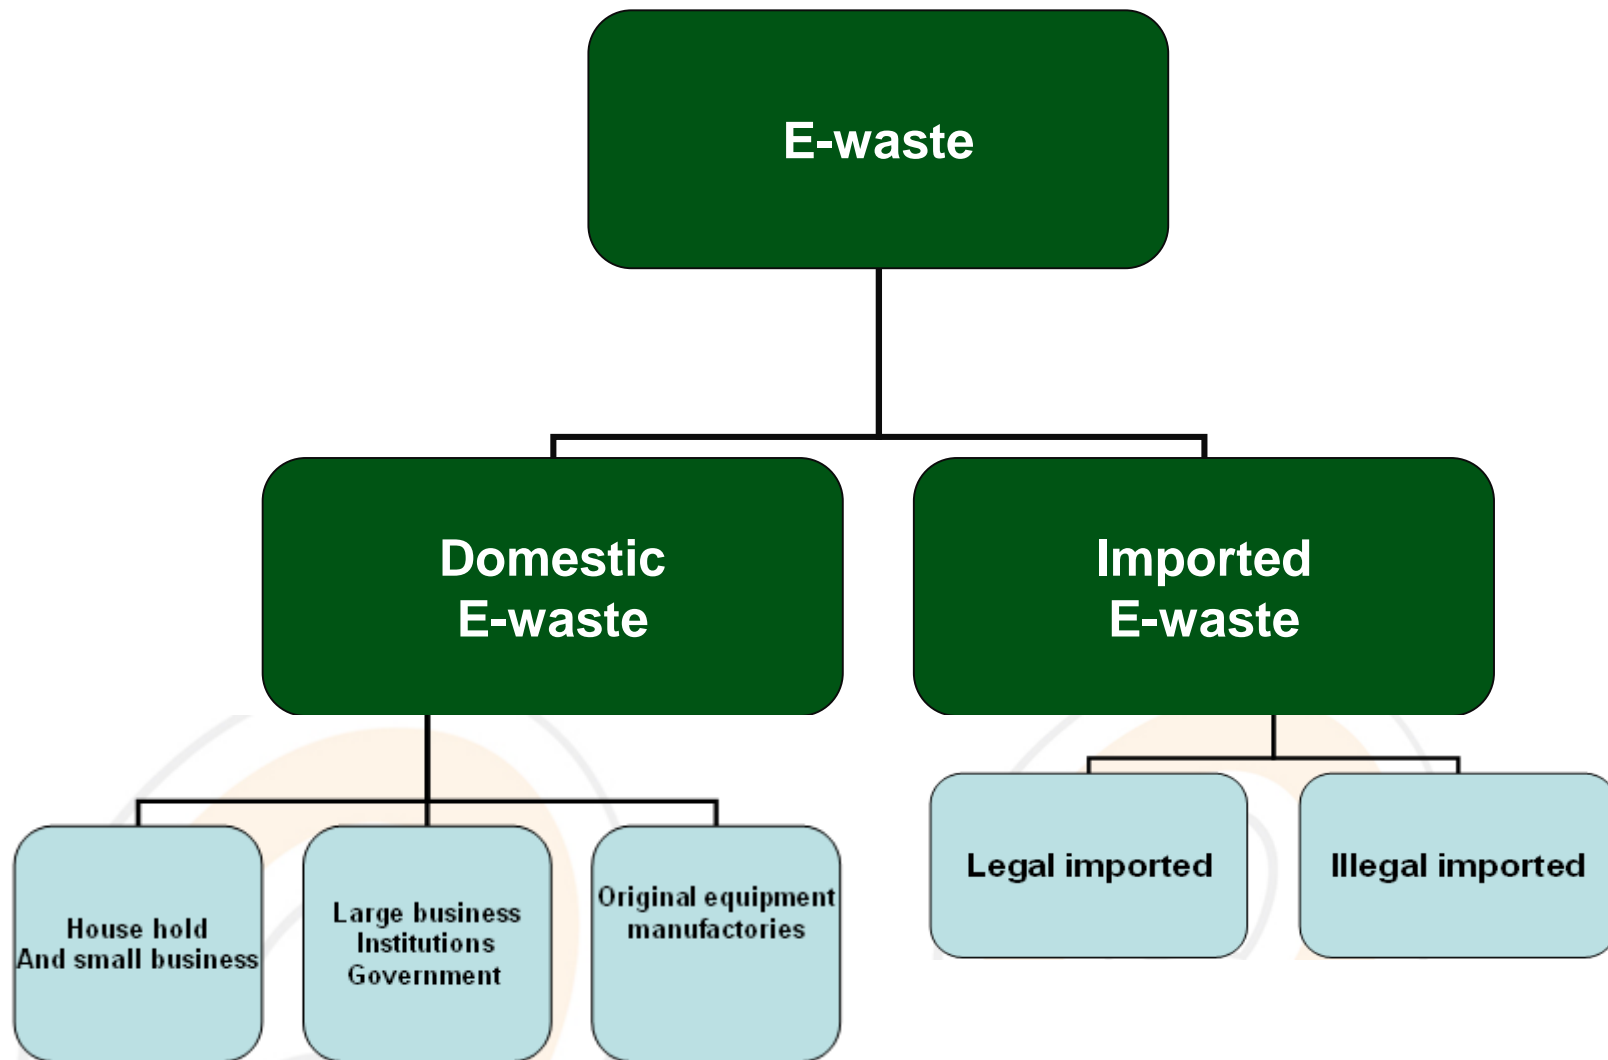 E-waste
Domestic
E-waste
Imported
E-waste
House hold
And small business
Large business
Institutions
Government
Original equipment
manufactories
Legal imported
Illegal imported